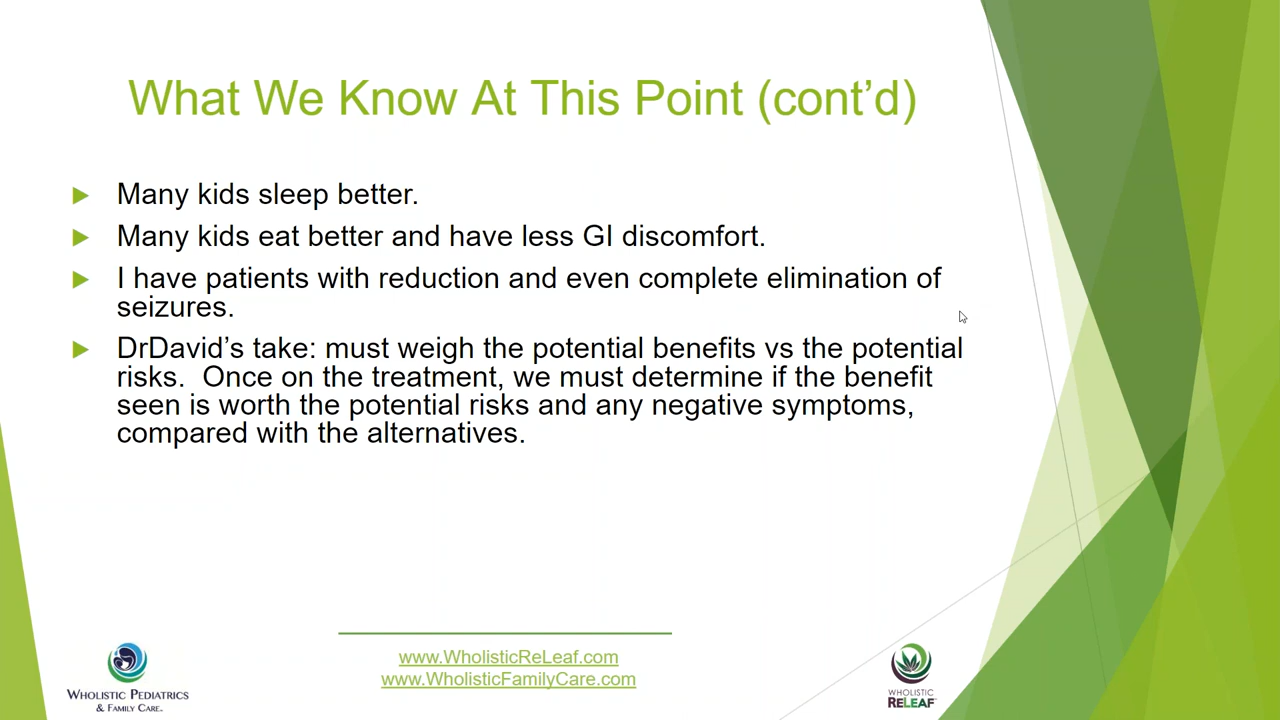 What We Know At This Point (cont’d)
Many kids sleep better.
Many kids eat better and have less GI discomfort.
I have patients with reduction and even complete elimination of
seizures.
DrDavid’s take: must weigh the potential benefits vs the potential
risks.  Once on the treatment, we must determine if the benefit
seen is worth the potential risks and any negative symptoms,
compared with the alternatives.
www.WholisticReLeaf.com
www.WholisticFamilyCare.com
WHOLISTIC PEDIATRICS
& FAMILY CARE.
WHOLISTIC
RELEAF